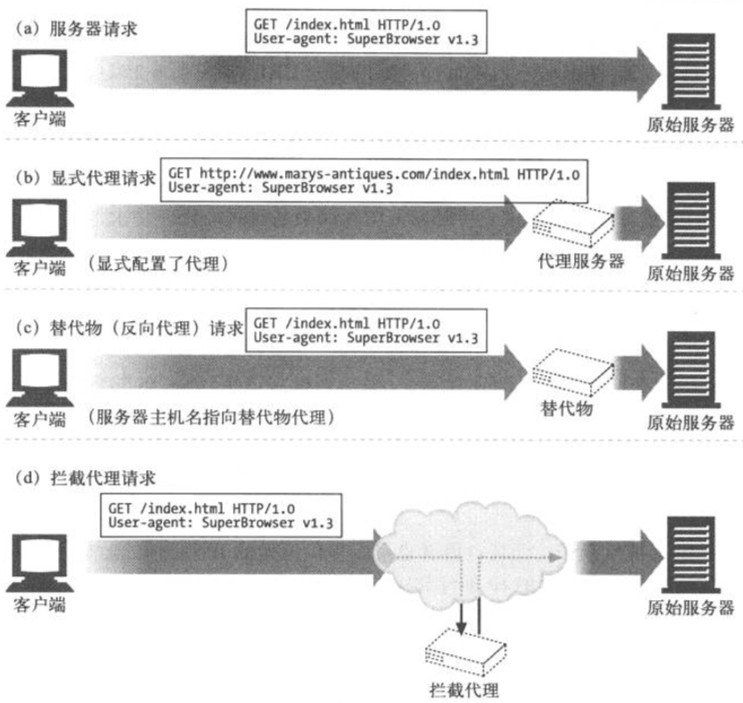 (a) 服务器请求
GET /index.html HTTP/1.0
User-agent: SuperBrowser v1.3
客户端
原始服务器
(b) 显式代理请求
GET http://www.marys-antiques.com/index.html HTTP/1.0
User-agent: SuperBrowser v1.3
客户端
(显式配置了代理)
代理服务器
原始服务器
(c) 替代物 (反向代理) 请求
GET /index.html HTTP/1.0
User-agent: SuperBrowser v1.3
客户端
(服务器主机名指向替代物代理)
替代物
原始服务器
(d) 拦截代理请求
GET /index.html HTTP/1.0
User-agent: SuperBrowser v1.3
客户端
原始服务器
拦截代理